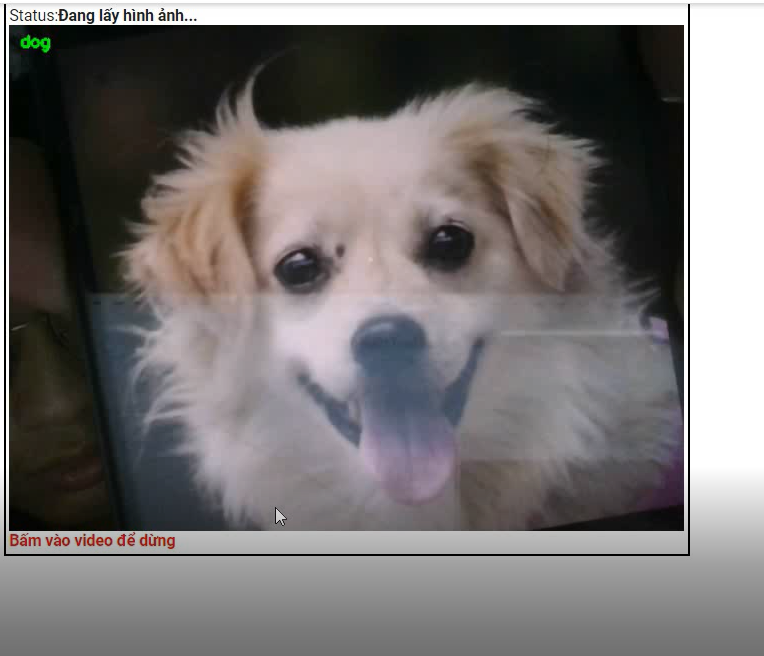 Status:Đang lấy hình ảnh...
dog
Bấm vào video để dừng